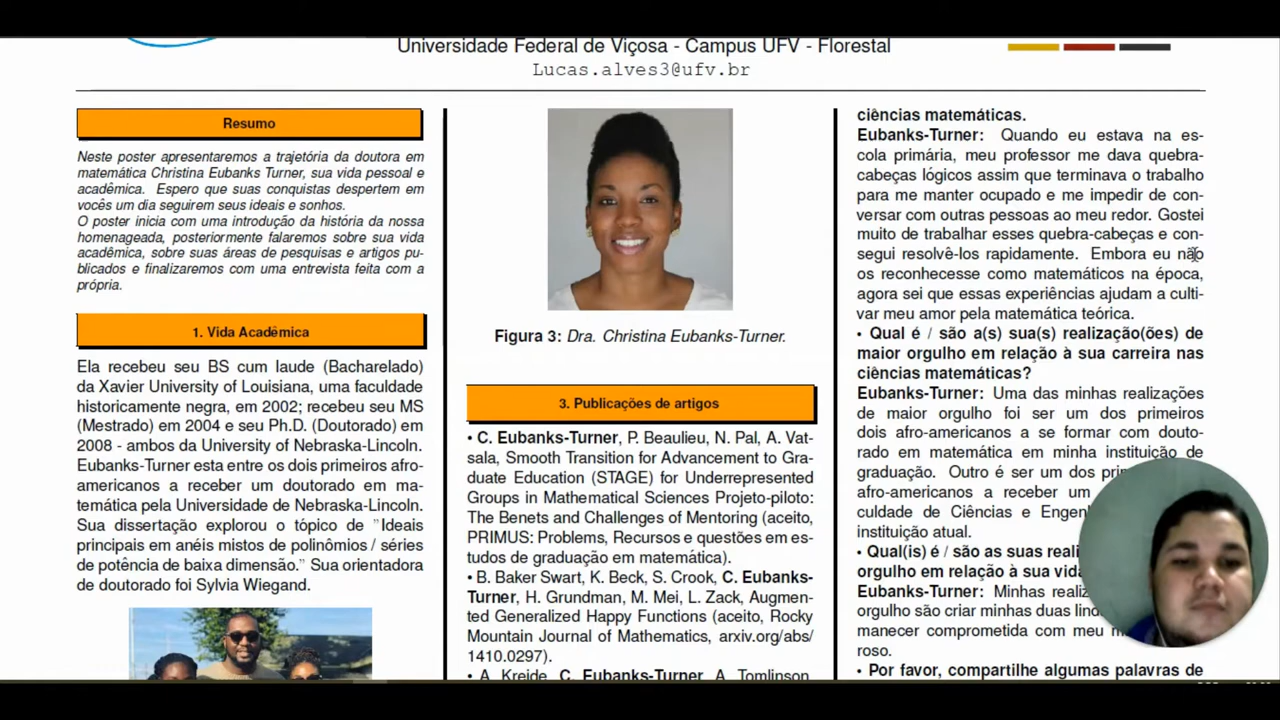 Universidade Federal de Viçosa - Campus UFV - Florestal
Lucas.alves3@ufv.br
Resumo
Neste poster apresentaremos a trajetória da doutora em
matemática Christina Eubanks Turner, sua vida pessoal e
acadêmica. Espero que suas conquistas despertem em
vocês um dia seguirem seus ideais e sonhos.
O poster inicia com uma introdução da história da nossa
homenageada, posteriormente falaremos sobre sua vida
acadêmica, sobre suas áreas de pesquisas e artigos pu-
blicados e finalizaremos com uma entrevista feita com a
própria.
1. Vida Acadêmica
Ela recebeu seu BS cum laude (Bacharelado)
da Xavier University of Louisiana, uma faculdade
historicamente negra, em 2002; recebeu seu MS
(Mestrado) em 2004 e seu Ph.D. (Doutorado) em
2008 - ambos da University of Nebraska-Lincoln.
Eubanks-Turner esta entre os dois primeiros afro-
americanos a receber um doutorado em ma-
temática pela Universidade de Nebraska-Lincoln.
Sua dissertação explorou o tópico de "Ideais
principais em anéis mistos de polinômios / séries
de potência de baixa dimensão." Sua orientadora
de doutorado foi Sylvia Wiegand.
Figura 3: Dra. Christina Eubanks-Turner.
3. Publicações de artigos
• C. Eubanks-Turner, P. Beaulieu, N. Pal, A. Vat-
sala, Smooth Transition for Advancement to Gra-
duate Education (STAGE) for Underrepresented
Groups in Mathematical Sciences Projeto-piloto:
The Benets and Challenges of Mentoring (aceito,
PRIMUS: Problems, Recursos e questões em es-
tudos de graduação em matemática).
• B. Baker Swart, K. Beck, S. Crook, C. Eubanks-
Turner, H. Grundman, M. Mei, L. Zack, Augmen-
ted Generalized Happy Functions (aceito, Rocky
Mountain Journal of Mathematics, arxiv.org/abs/
1410.0297).
• A. Kreide, C. Eubanks-Turner, A. Tomlinson,
ciências matemáticas.
Eubanks-Turner: Quando eu estava na es-
cola primária, meu professor me dava quebra-
cabeças lógicos assim que terminava o trabalho
para me manter ocupado e me impedir de con-
versar com outras pessoas ao meu redor. Gostei
muito de trabalhar esses quebra-cabeças e con-
segui resolvê-los rapidamente. Embora eu não
os reconhecesse como matemáticos na época,
agora sei que essas experiências ajudam a culti-
var meu amor pela matemática teórica.
• Qual é / são a(s) sua(s) realização(ões) de
maior orgulho em relação à sua carreira nas
ciências matemáticas?
Eubanks-Turner: Uma das minhas realizações
de maior orgulho foi ser um dos primeiros
dois afro-americanos a se formar com douto-
rado em matemática em minha instituição de
graduação. Outro é ser um dos
afro-americanos a receber um
culdade de Ciências e
instituição atual.
• Qual(is) é / são as suas
orgulho em relação à sua
Eubanks-Turner: Minhas
orgulho são criar minhas duas
manecer comprometida com meu
roso.
• Por favor, compartilhe algumas palavras de